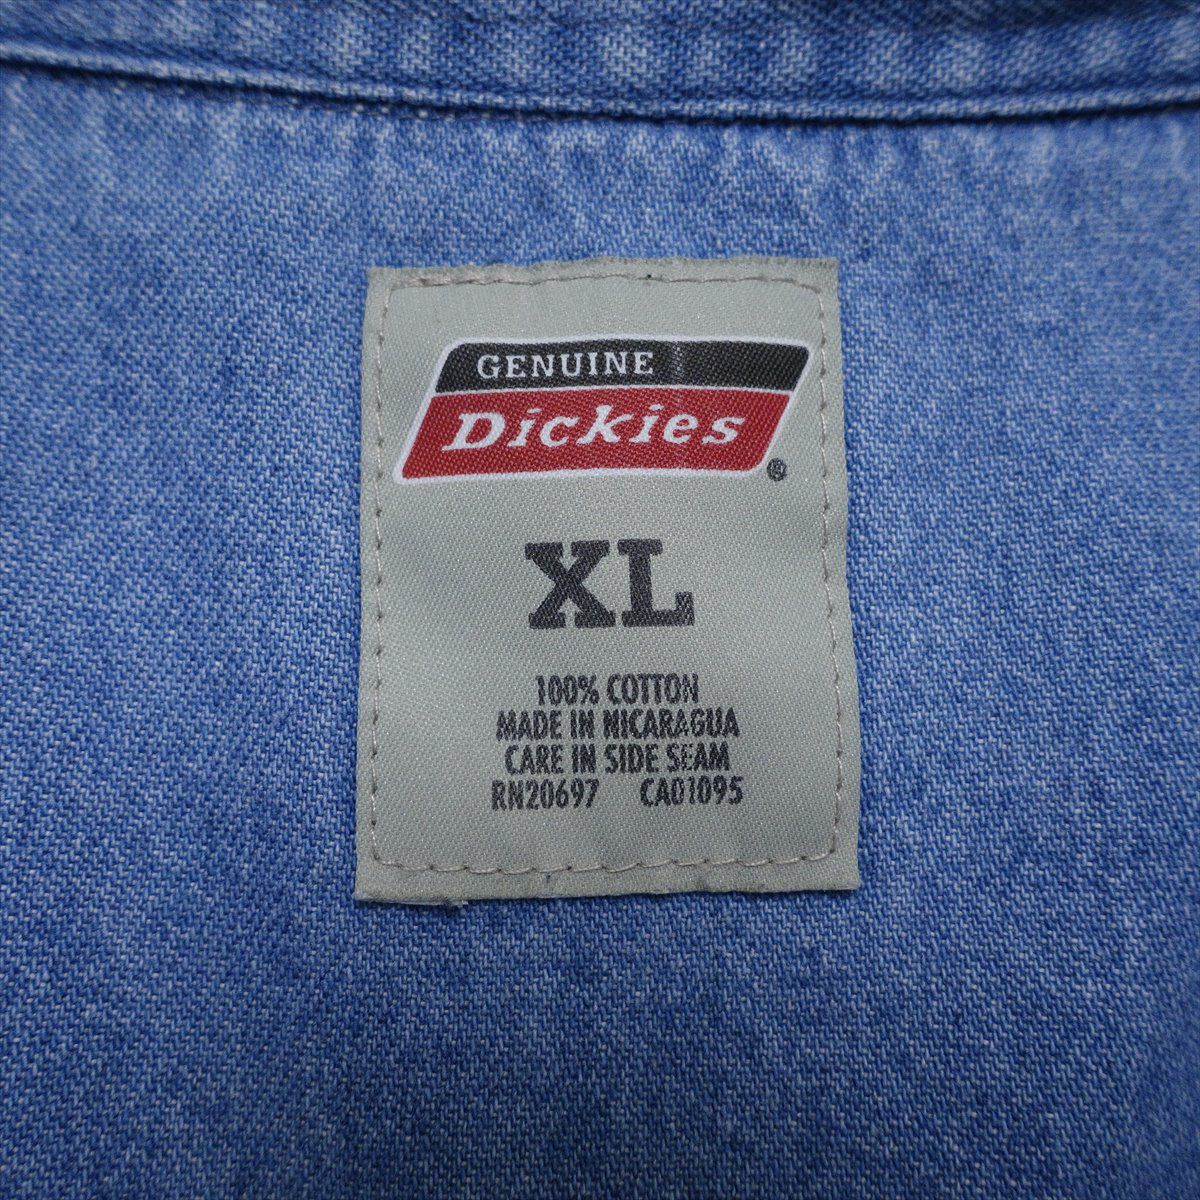 GENUINE
Dickies®
XL
100% COTTON
MADE IN NICARAGUA
CARE IN SIDE SEAM
RN20697 CA01095